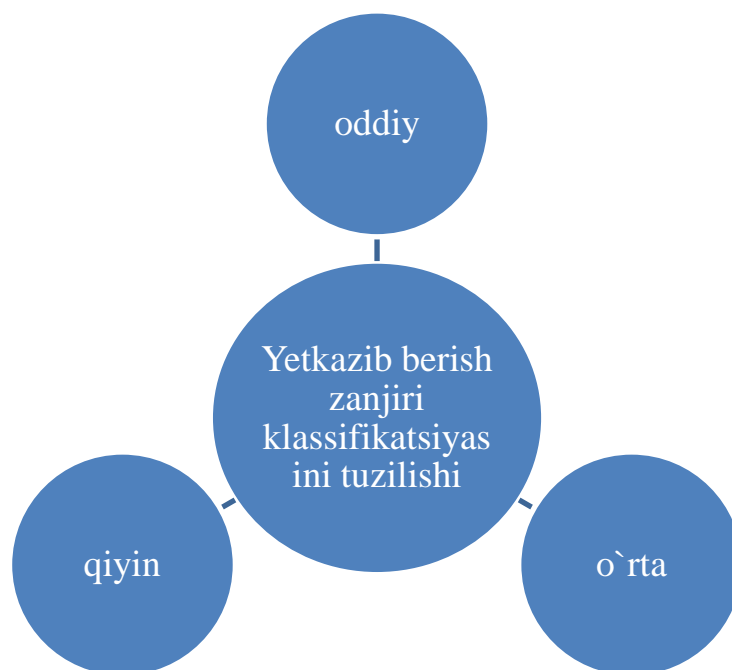 oddiy
Yetkazib berish
zanjiri
klassifikatsiyas
ini tuzilishi
qiyin
o`rta